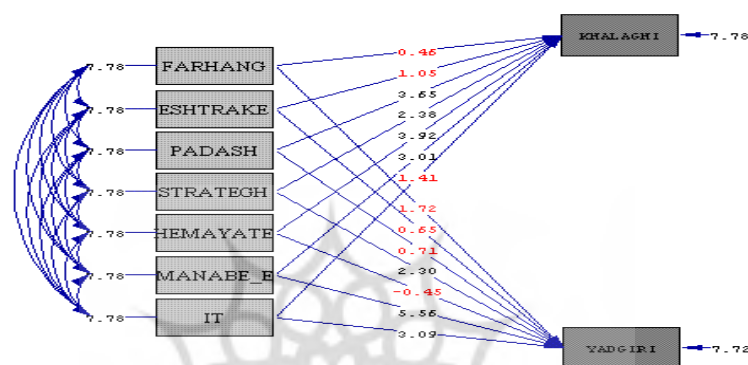 KHALAGHI
7.78
0.46
7.78
FARHANG
1.05
7.78
ESHTRAKE
3.65
2.38
7.78
PADASH
3.92
3.01
7.78
STRATEGH
1.41
1.72
7.78
HEMAYATE
0.65
0.71
7.78
MANABE_E
2.30
-0.45
7.78
IT
5.56
3.09
YADGIRI
7.72